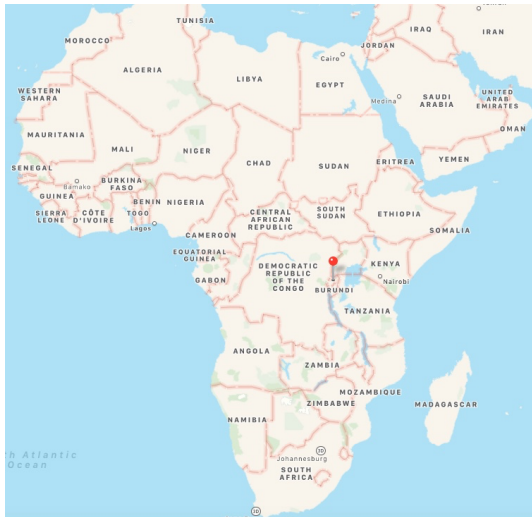 TUNISIA
MOROCCO
IRAQ
IRAN
JORDAN
Cairo
ALGERIA
LIBYA
EGYPT
WESTERN
SAHARA
Medina
SAUDI
ARABIA
UNITED
ARAB
EMIRATES
OMAN
MAURITANIA
MALI
NIGER
CHAD
SUDAN
ERITREA
YEMEN
SENEGAL
Bamako
BURKINA
FASO
GUINEA
BENIN
NIGERIA
SIERRA
LEONE
CÔTE
D'IVOIRE
TOGO
Lagos
CENTRAL
AFRICAN
REPUBLIC
SOUTH
SUDAN
ETHIOPIA
SOMALIA
CAMEROON
EQUATORIAL
GUINEA
GABON
DEMOCRATIC
REPUBLIC
OF THE
CONGO
KENYA
Nairobi
BURUNDI
TANZANIA
ANGOLA
ZAMBIA
MOZAMBIQUE
ZIMBABWE
MADAGASCAR
NAMIBIA
h Atlantic
Ocean
3D
Johannesburg
SOUTH
AFRICA
3D